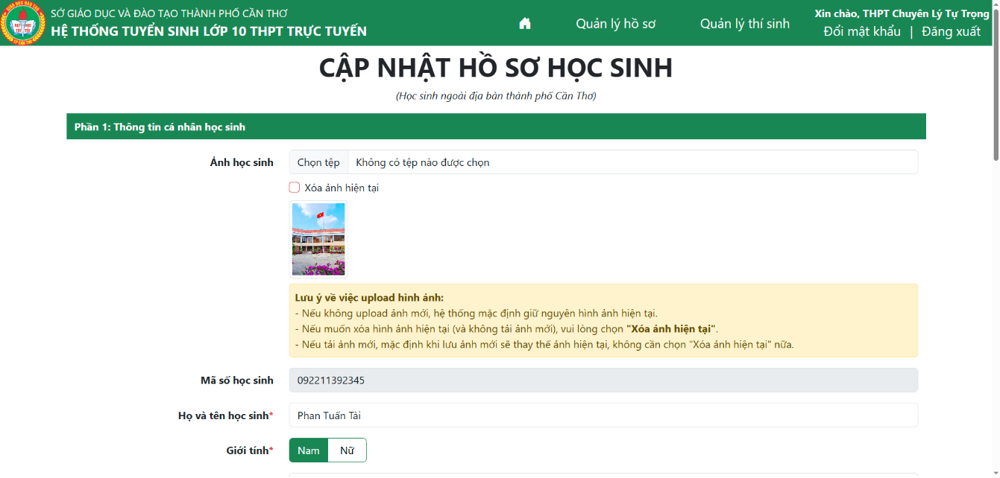 SỞ GIÁO DỤC VÀ ĐÀO TẠO THÀNH PHỐ CẦN THƠ
HỆ THỐNG TUYỂN SINH LỚP 10 THPT TRỰC TUYẾN
Quản lý hồ sơ
Quản lý thí sinh
Xin chào, THPT Chuyên Lý Tự Trọng
Đổi mật khẩu | Đăng xuất
CẬP NHẬT HỒ SƠ HỌC SINH
(Học sinh ngoài địa bàn thành phố Cần Thơ)
Phần 1: Thông tin cá nhân học sinh
Ảnh học sinh
Chọn tệp Không có tệp nào được chọn
Xóa ảnh hiện tại
Lưu ý về việc upload hình ảnh:
- Nếu không upload ảnh mới, hệ thống mặc định giữ nguyên hình ảnh hiện tại.
- Nếu muốn xóa hình ảnh hiện tại (và không tải ảnh mới), vui lòng chọn "Xóa ảnh hiện tại".
- Nếu tải ảnh mới, mặc định khi lưu ảnh mới sẽ thay thế ảnh hiện tại, không cần chọn "Xóa ảnh hiện tại" nữa.
Mã số học sinh
092211392345
Họ và tên học sinh*
Phan Tuấn Tài
Giới tính*
Nam
Nữ